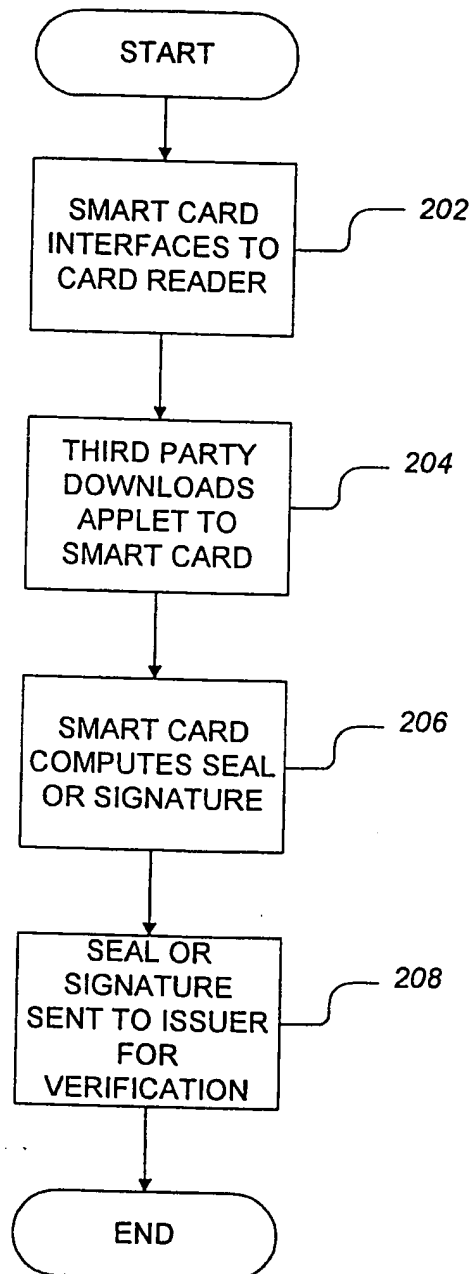 START
SMART CARD
INTERFACES TO
CARD READER
202
THIRD PARTY
DOWNLOADS
APPLET TO
SMART CARD
204
SMART CARD
COMPUTES SEAL
OR SIGNATURE
206
SEAL OR
SIGNATURE
SENT TO ISSUER
FOR
VERIFICATION
208
END